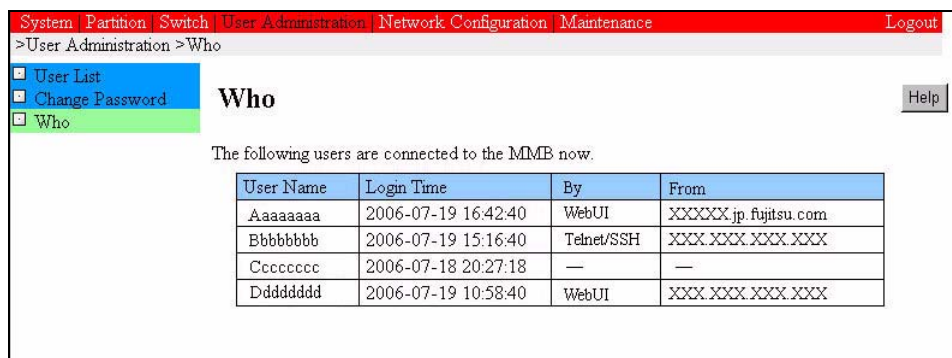 System | Partition | Switch | User Administration | Network Configuration | Maintenance Logout
>User Administration >Who
User List
Change Password
Who
Who
Help
The following users are connected to the MMB now.
User Name Login Time By From
Aaaaaaaa 2006-07-19 16:42:40 WebUI XXXXX.jp.fujitsu.com
Bbbbbbbb 2006-07-19 15:16:40 Telnet/SSH XXX.XXX.XXX.XXX
Cccccccc 2006-07-18 20:27:18 — —
Dddddddd 2006-07-19 10:58:40 WebUI XXX.XXX.XXX.XXX